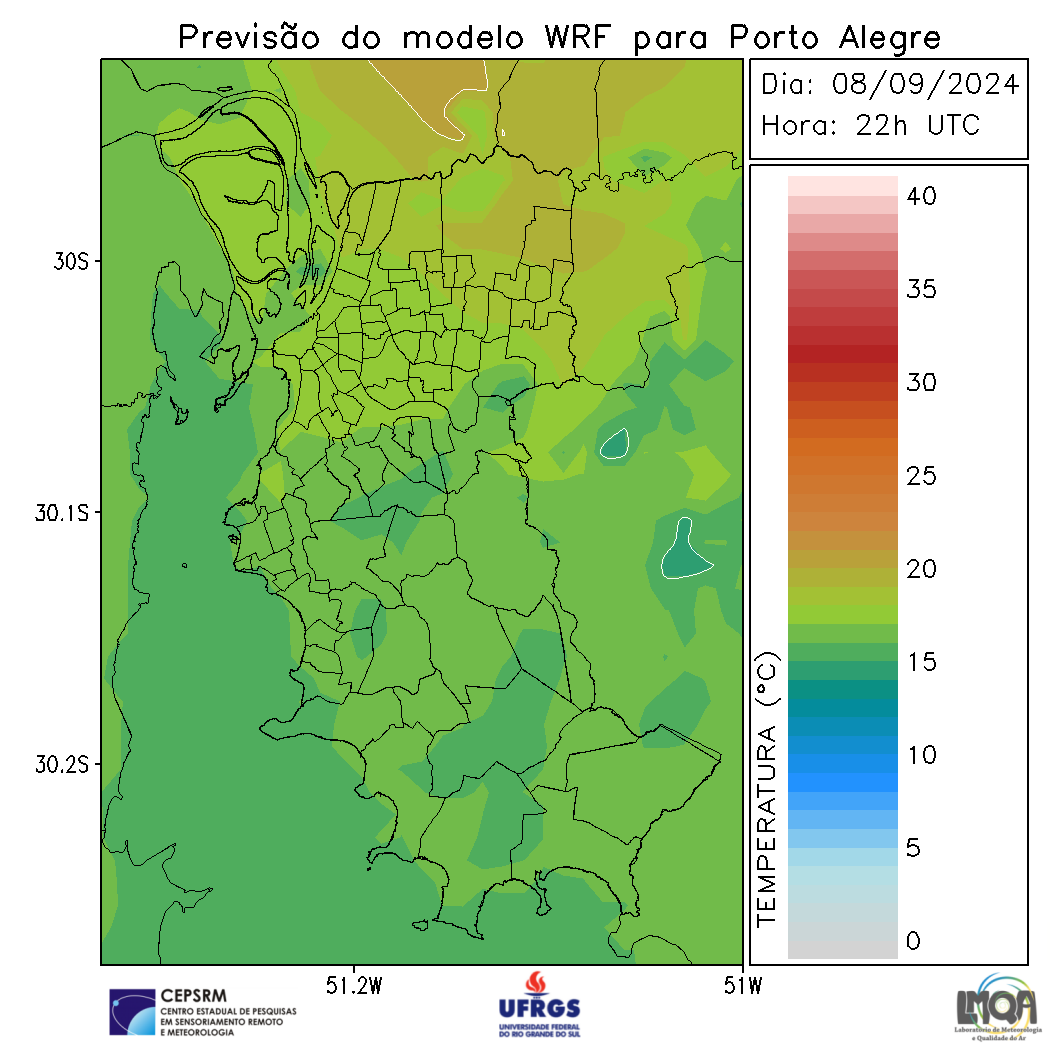 Previsão do modelo WRF para Porto Alegre
Dia: 08/09/2024
Hora: 22h UTC
30S
30.1S
30.2S
51.2W
51W
TEMPERATURA (°C)
40
35
30
25
20
15
10
5
0
CEPSRM
CENTRO ESTADUAL DE PESQUISAS
EM SENSORIAMENTO REMOTO
E METEOROLOGIA
UFRGS
UNIVERSIDADE FEDERAL
DO RIO GRANDE DO SUL
LMQA
Laboratório de Meteorologia
e Qualidade do Ar